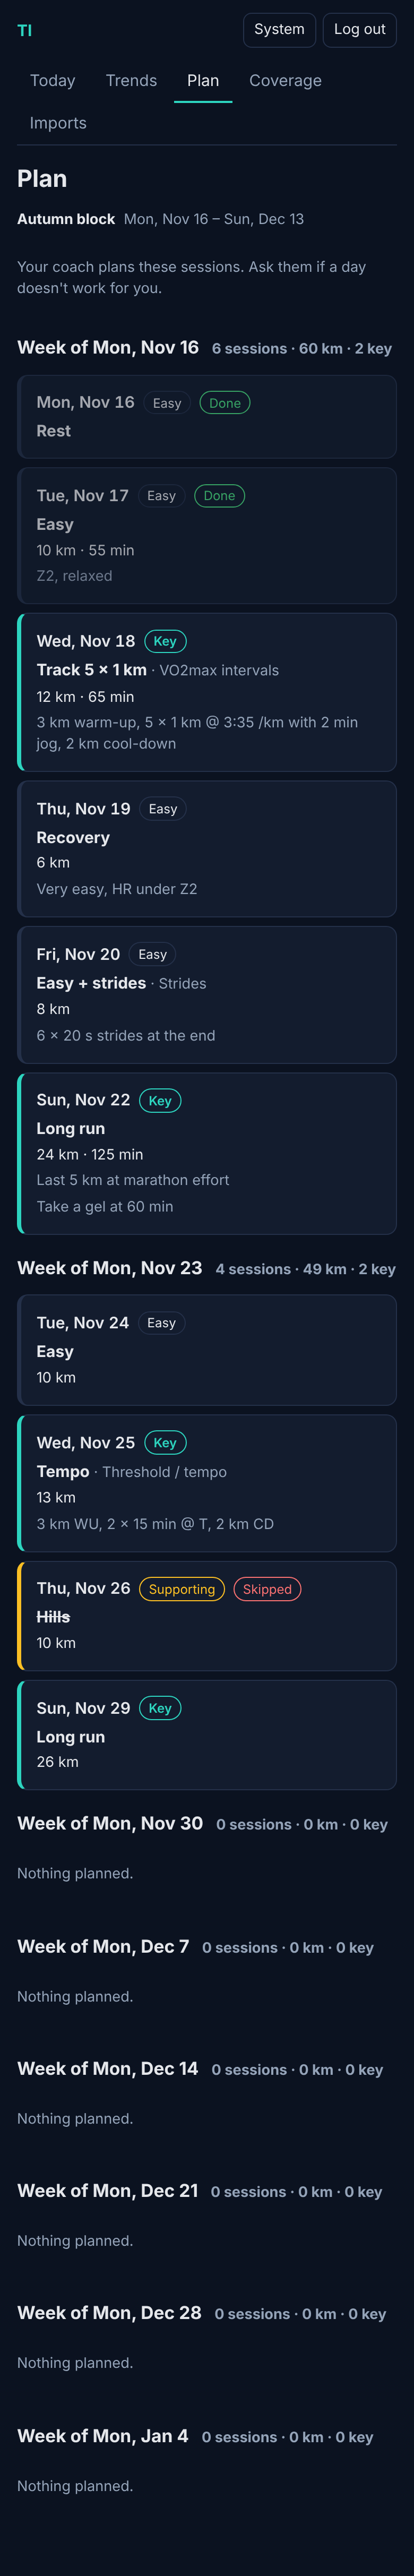 TI
System
Log out
Today
Trends
Plan
Coverage
Imports
Plan
Autumn block Mon, Nov 16 – Sun, Dec 13
Your coach plans these sessions. Ask them if a day
doesn't work for you.
Week of Mon, Nov 16 6 sessions · 60 km · 2 key
Mon, Nov 16 Easy Done
Rest
Tue, Nov 17 Easy Done
Easy
10 km · 55 min
Z2, relaxed
Wed, Nov 18 Key
Track 5 × 1 km · VO2max intervals
12 km · 65 min
3 km warm-up, 5 × 1 km @ 3:35 /km with 2 min
jog, 2 km cool-down
Thu, Nov 19 Easy
Recovery
6 km
Very easy, HR under Z2
Fri, Nov 20 Easy
Easy + strides · Strides
8 km
6 × 20 s strides at the end
Sun, Nov 22 Key
Long run
24 km · 125 min
Last 5 km at marathon effort
Take a gel at 60 min
Week of Mon, Nov 23 4 sessions · 49 km · 2 key
Tue, Nov 24 Easy
Easy
10 km
Wed, Nov 25 Key
Tempo · Threshold / tempo
13 km
3 km WU, 2 × 15 min @ T, 2 km CD
Thu, Nov 26 Supporting Skipped
Hills
10 km
Sun, Nov 29 Key
Long run
26 km
Week of Mon, Nov 30 0 sessions · 0 km · 0 key
Nothing planned.
Week of Mon, Dec 7 0 sessions · 0 km · 0 key
Nothing planned.
Week of Mon, Dec 14 0 sessions · 0 km · 0 key
Nothing planned.
Week of Mon, Dec 21 0 sessions · 0 km · 0 key
Nothing planned.
Week of Mon, Dec 28 0 sessions · 0 km · 0 key
Nothing planned.
Week of Mon, Jan 4 0 sessions · 0 km · 0 key
Nothing planned.